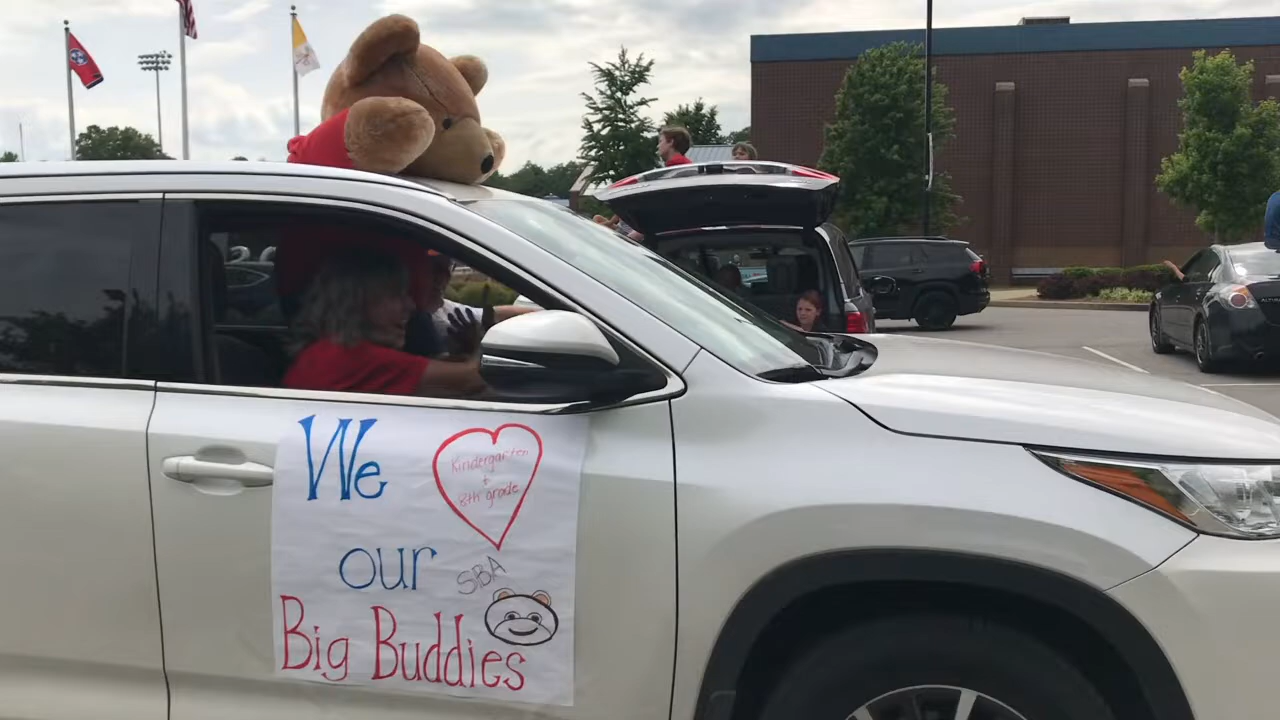 We
Kindergarten
+
8th grade
our
SBA
Big Buddies